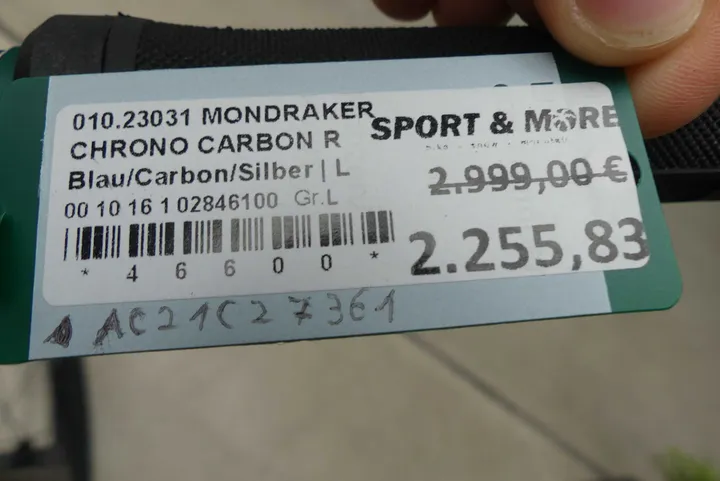 010.23031 MONDRAKER
CHRONO CARBON R
Blau/Carbon/Silber | L
00 10 16 1 02846100 Gr.L
* 4 6 6 0 0 *
SPORT & MORE
2.999,00 €
2.255,83
AC21C27361